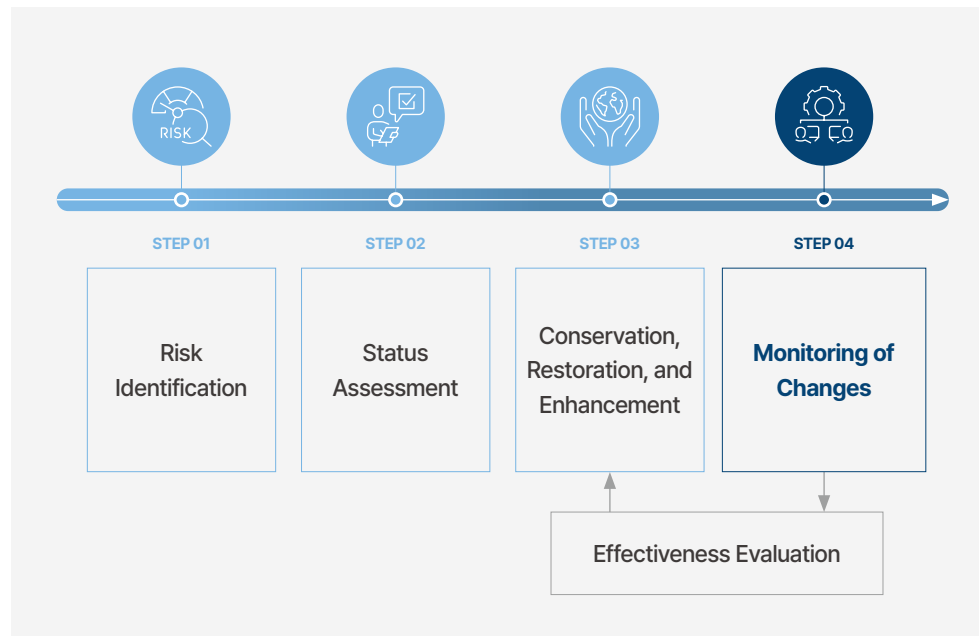 RISK
STEP 01
STEP 02
STEP 03
STEP 04
Risk
Identification
Status
Assessment
Conservation,
Restoration, and
Enhancement
Monitoring of
Changes
Effectiveness Evaluation